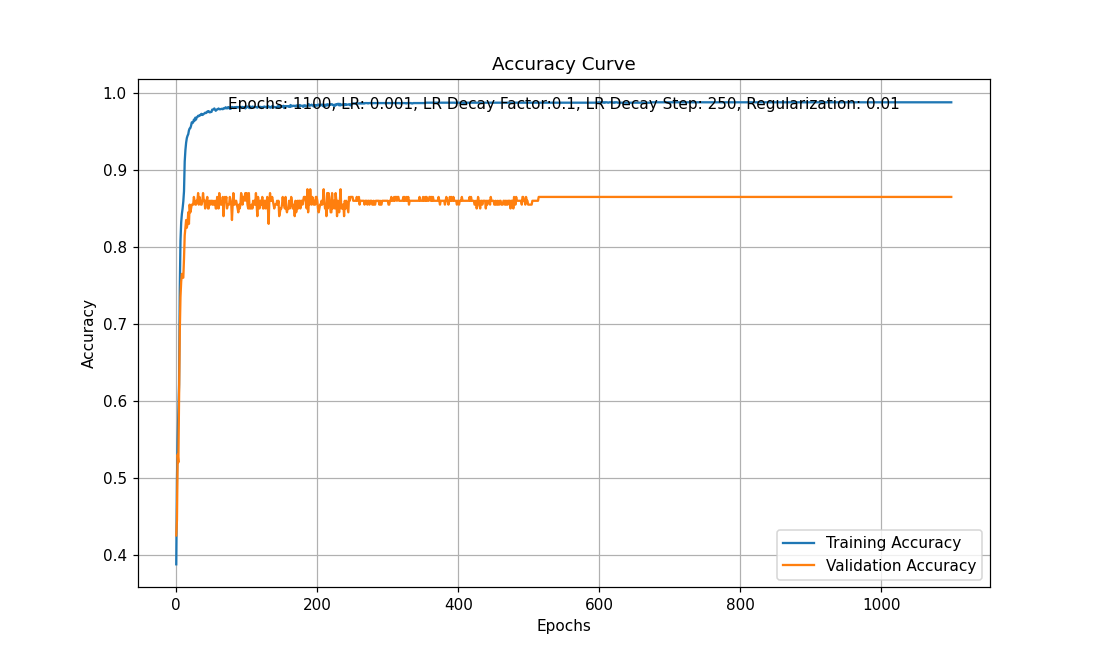 Accuracy Curve
Epochs: 1100, LR: 0.001, LR Decay Factor:0.1, LR Decay Step: 250, Regularization: 0.01
1.0
0.9
0.8
0.7
0.6
0.5
0.4
Accuracy
Training Accuracy
Validation Accuracy
0 200 400 600 800 1000
Epochs